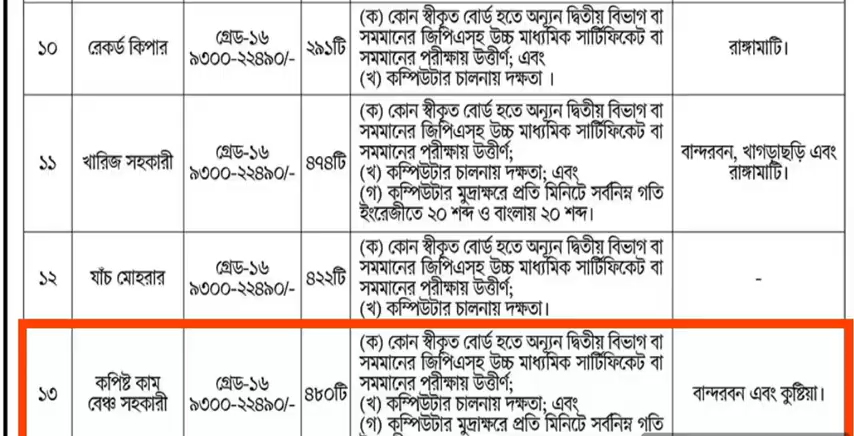 ১০ রেকর্ড কিপার গ্রেড-১৬ ৯৩০০-২২৪৯০/- ২৯১টি
(ক) কোন স্বীকৃত বোর্ড হতে অন্যূন দ্বিতীয় বিভাগ বা
সমমানের জিপিএসহ উচ্চ মাধ্যমিক সার্টিফিকেট বা
সমমানের পরীক্ষায় উত্তীর্ণ; এবং
(খ) কম্পিউটার চালনায় দক্ষতা ।
রাঙ্গামাটি।
১১ খারিজ সহকারী গ্রেড-১৬ ৯৩০০-২২৪৯০/- ৪৭৪টি
(ক) কোন স্বীকৃত বোর্ড হতে অন্যূন দ্বিতীয় বিভাগ বা
সমমানের জিপিএসহ উচ্চ মাধ্যমিক সার্টিফিকেট বা
সমমানের পরীক্ষায় উত্তীর্ণ;
(খ) কম্পিউটার চালনায় দক্ষতা; এবং
(গ) কম্পিউটার মুদ্রাক্ষরে প্রতি মিনিটে সর্বনিম্ন গতি
ইংরেজীতে ২০ শব্দ ও বাংলায় ২০ শব্দ।
বান্দরবন, খাগড়াছড়ি এবং
রাঙ্গামাটি।
১২ যাঁচ মোহরার গ্রেড-১৬ ৯৩০০-২২৪৯০/- ৪২২টি
(ক) কোন স্বীকৃত বোর্ড হতে অন্যূন দ্বিতীয় বিভাগ বা
সমমানের জিপিএসহ উচ্চ মাধ্যমিক সার্টিফিকেট বা
সমমানের পরীক্ষায় উত্তীর্ণ;
(খ) কম্পিউটার চালনায় দক্ষতা।
-
১৩ কপিষ্ট কাম বেঞ্চ সহকারী গ্রেড-১৬ ৯৩০০-২২৪৯০/- ৪৮০টি
(ক) কোন স্বীকৃত বোর্ড হতে অন্যূন দ্বিতীয় বিভাগ বা
সমমানের জিপিএসহ উচ্চ মাধ্যমিক সার্টিফিকেট বা
সমমানের পরীক্ষায় উত্তীর্ণ;
(খ) কম্পিউটার চালনায় দক্ষতা; এবং
(গ) কম্পিউটার মুদ্রাক্ষরে প্রতি মিনিটে সর্বনিম্ন গতি
বান্দরবন এবং কুষ্টিয়া।